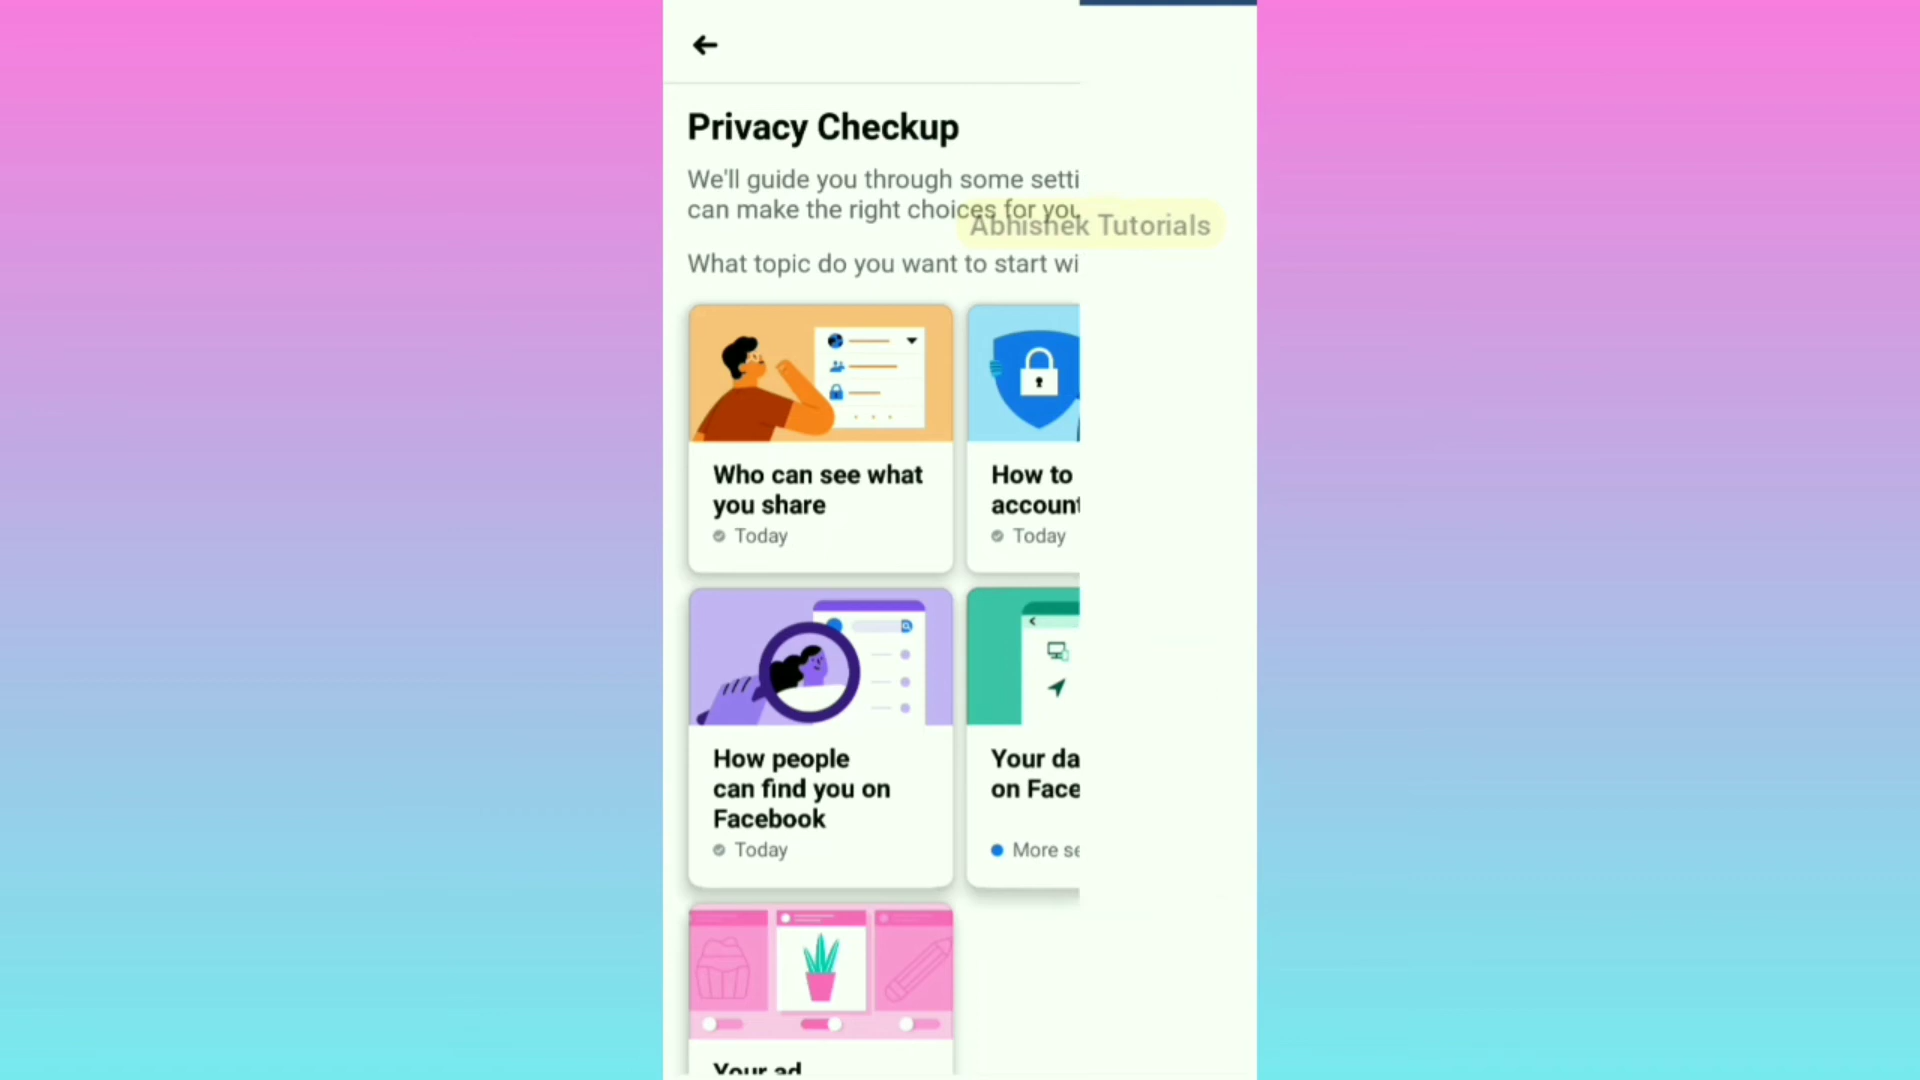 Privacy Checkup
We'll guide you through some setti
can make the right choices for you
Abhishek Tutorials
What topic do you want to start wi
Who can see what
you share
Today
How to
account
Today
How people
can find you on
Facebook
Today
Your da
on Face
More se
Your ad